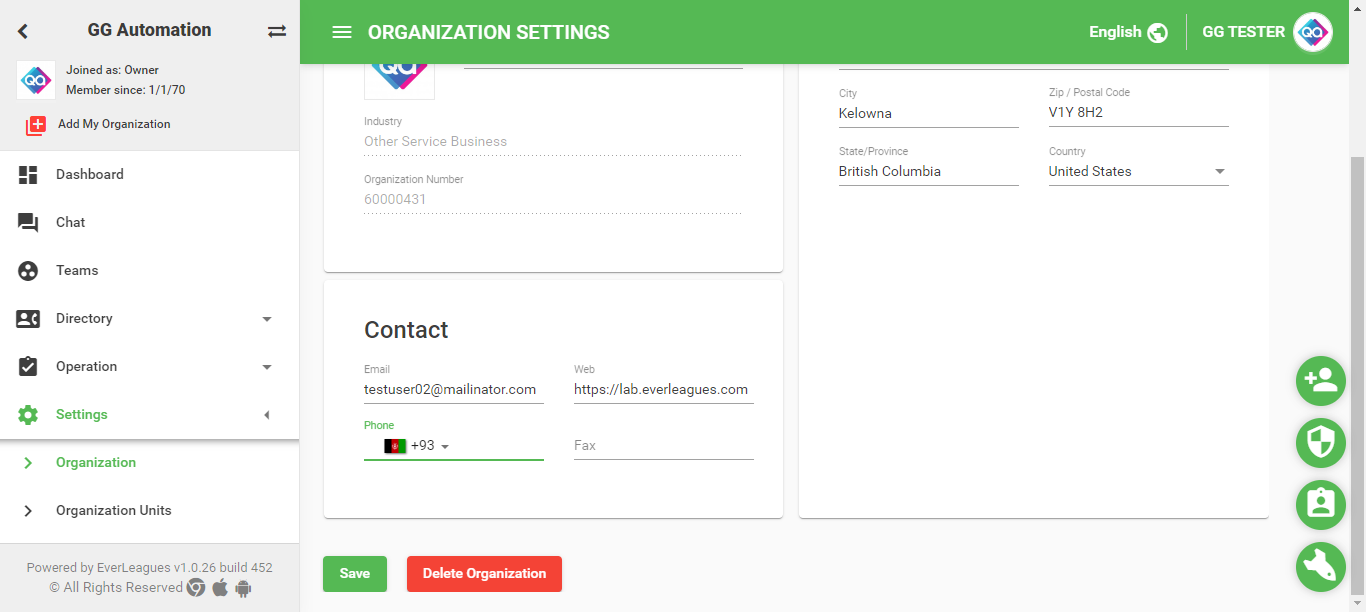 GG Automation
Joined as: Owner
Member since: 1/1/70
Add My Organization
Dashboard
Chat
Teams
Directory
Operation
Settings
Organization
Organization Units
Powered by EverLeagues v1.0.26 build 452
© All Rights Reserved
ORGANIZATION SETTINGS
English
GG TESTER
QA
QA
QA
Industry
Other Service Business
Organization Number
60000431
City
Kelowna
Zip / Postal Code
V1Y 8H2
State/Province
British Columbia
Country
United States
Contact
Email
testuser02@mailinator.com
Web
https://lab.everleagues.com
Phone
+93
Fax
Save
Delete Organization